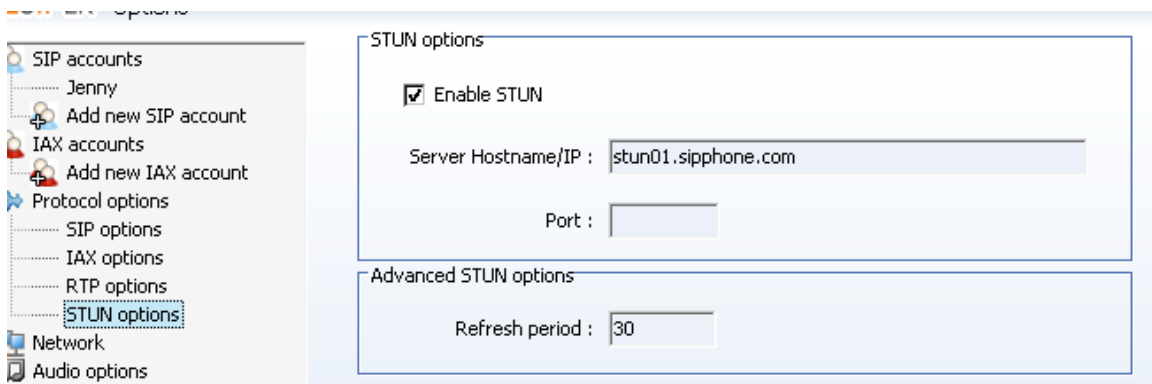 Options
SIP accounts
Jenny
Add new SIP account
IAX accounts
Add new IAX account
Protocol options
SIP options
IAX options
RTP options
STUN options
Network
Audio options
STUN options
Enable STUN
Server Hostname/IP : stun01.sipphone.com
Port :
Advanced STUN options
Refresh period : 30